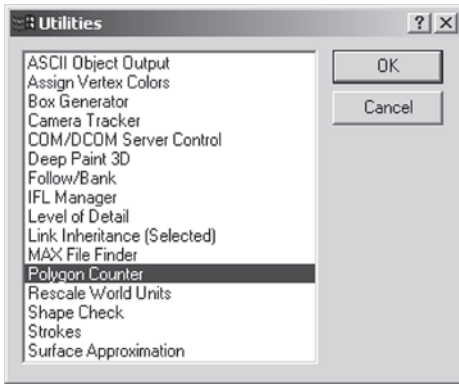 Utilities
ASCII Object Output
Assign Vertex Colors
Box Generator
Camera Tracker
COM/DCOM Server Control
Deep Paint 3D
Follow/Bank
IFL Manager
Level of Detail
Link Inheritance (Selected)
MAX File Finder
Polygon Counter
Rescale World Units
Shape Check
Strokes
Surface Approximation
OK
Cancel